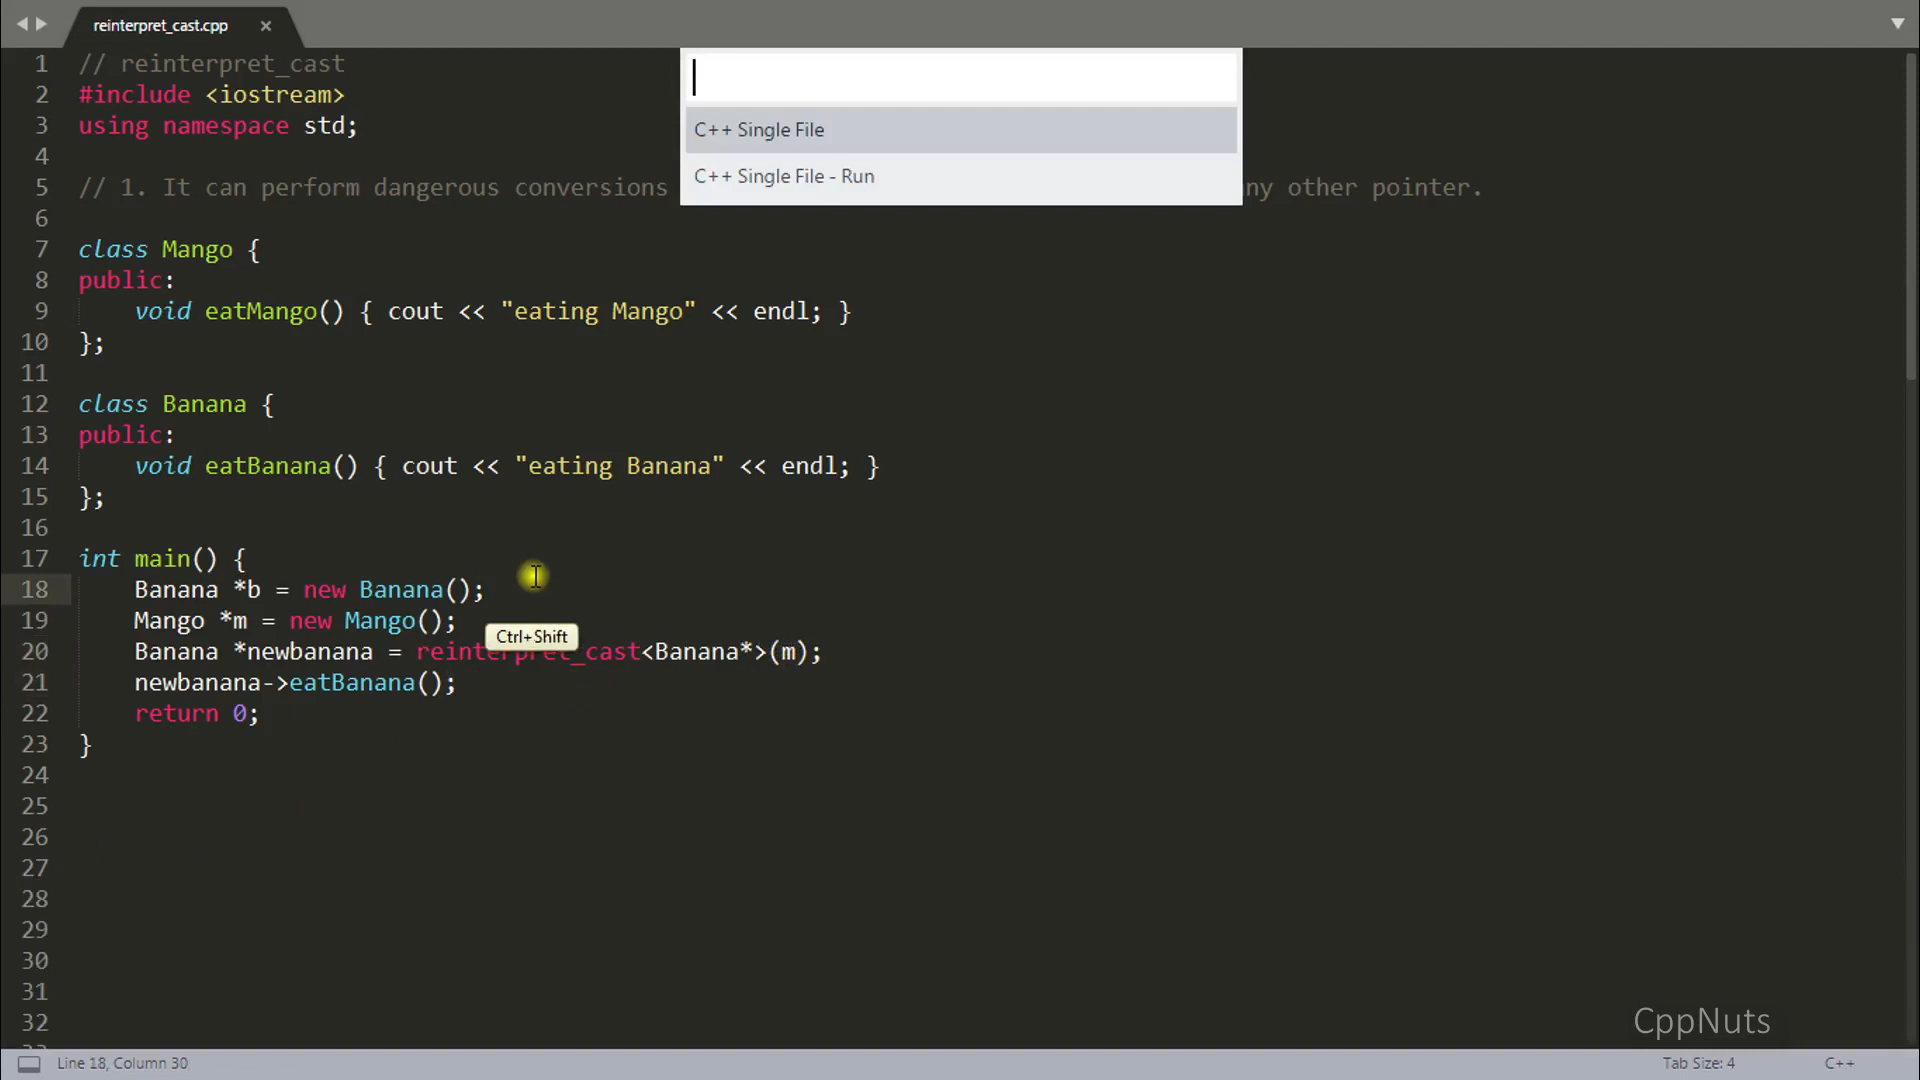 reinterpret_cast.cpp ×
1 // reinterpret_cast
2 #include <iostream>
3 using namespace std;
4
5 // 1. It can perform dangerous conversions ny other pointer.
C++ Single File
C++ Single File - Run
6
7 class Mango {
8 public:
9 void eatMango() { cout << "eating Mango" << endl; }
10 };
11
12 class Banana {
13 public:
14 void eatBanana() { cout << "eating Banana" << endl; }
15 };
16
17 int main() {
18 Banana *b = new Banana();
19 Mango *m = new Mango();
Ctrl+Shift
20 Banana *newbanana = reinterpret_cast<Banana*>(m);
21 newbanana->eatBanana();
22 return 0;
23 }
24
25
26
27
28
29
30
31
32
CppNuts
Line 18, Column 30 Tab Size: 4 C++